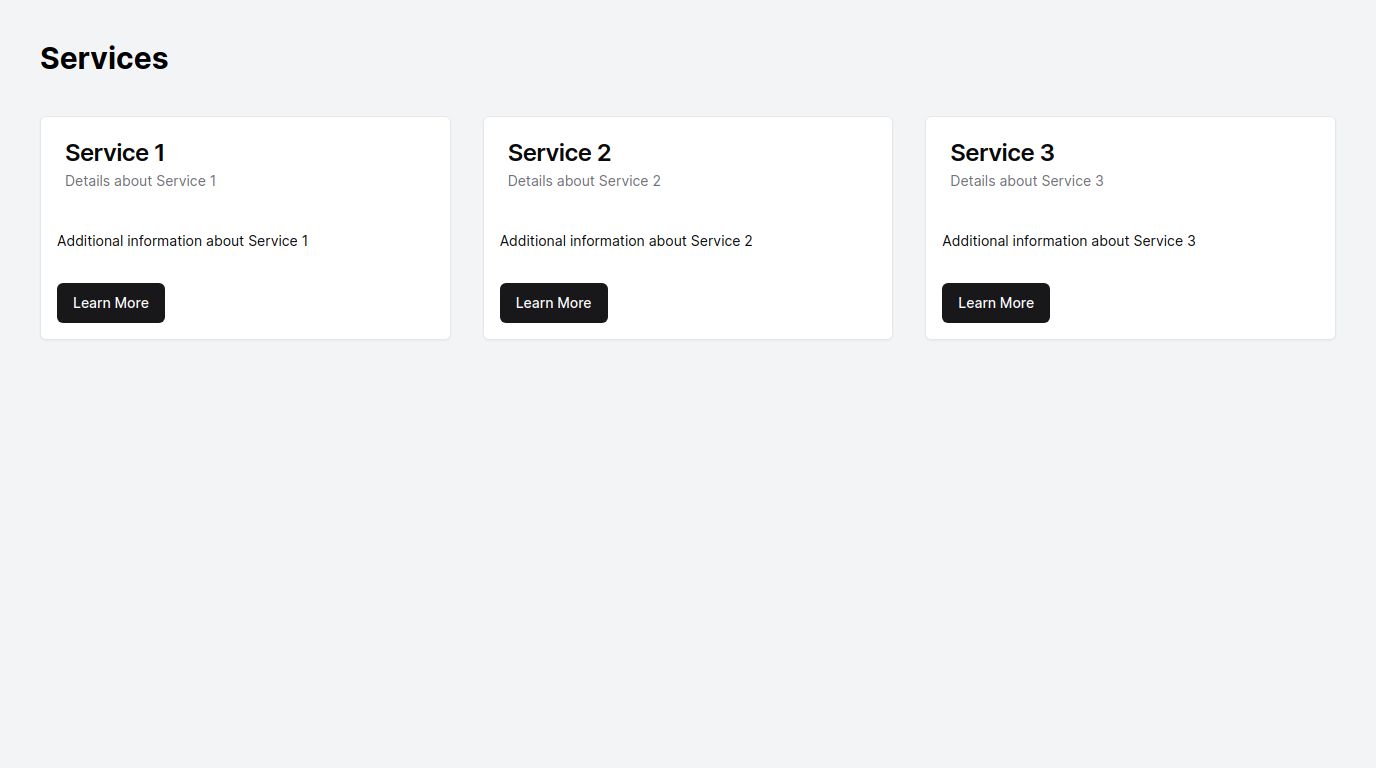 Services
Service 1
Details about Service 1
Additional information about Service 1
Learn More
Service 2
Details about Service 2
Additional information about Service 2
Learn More
Service 3
Details about Service 3
Additional information about Service 3
Learn More